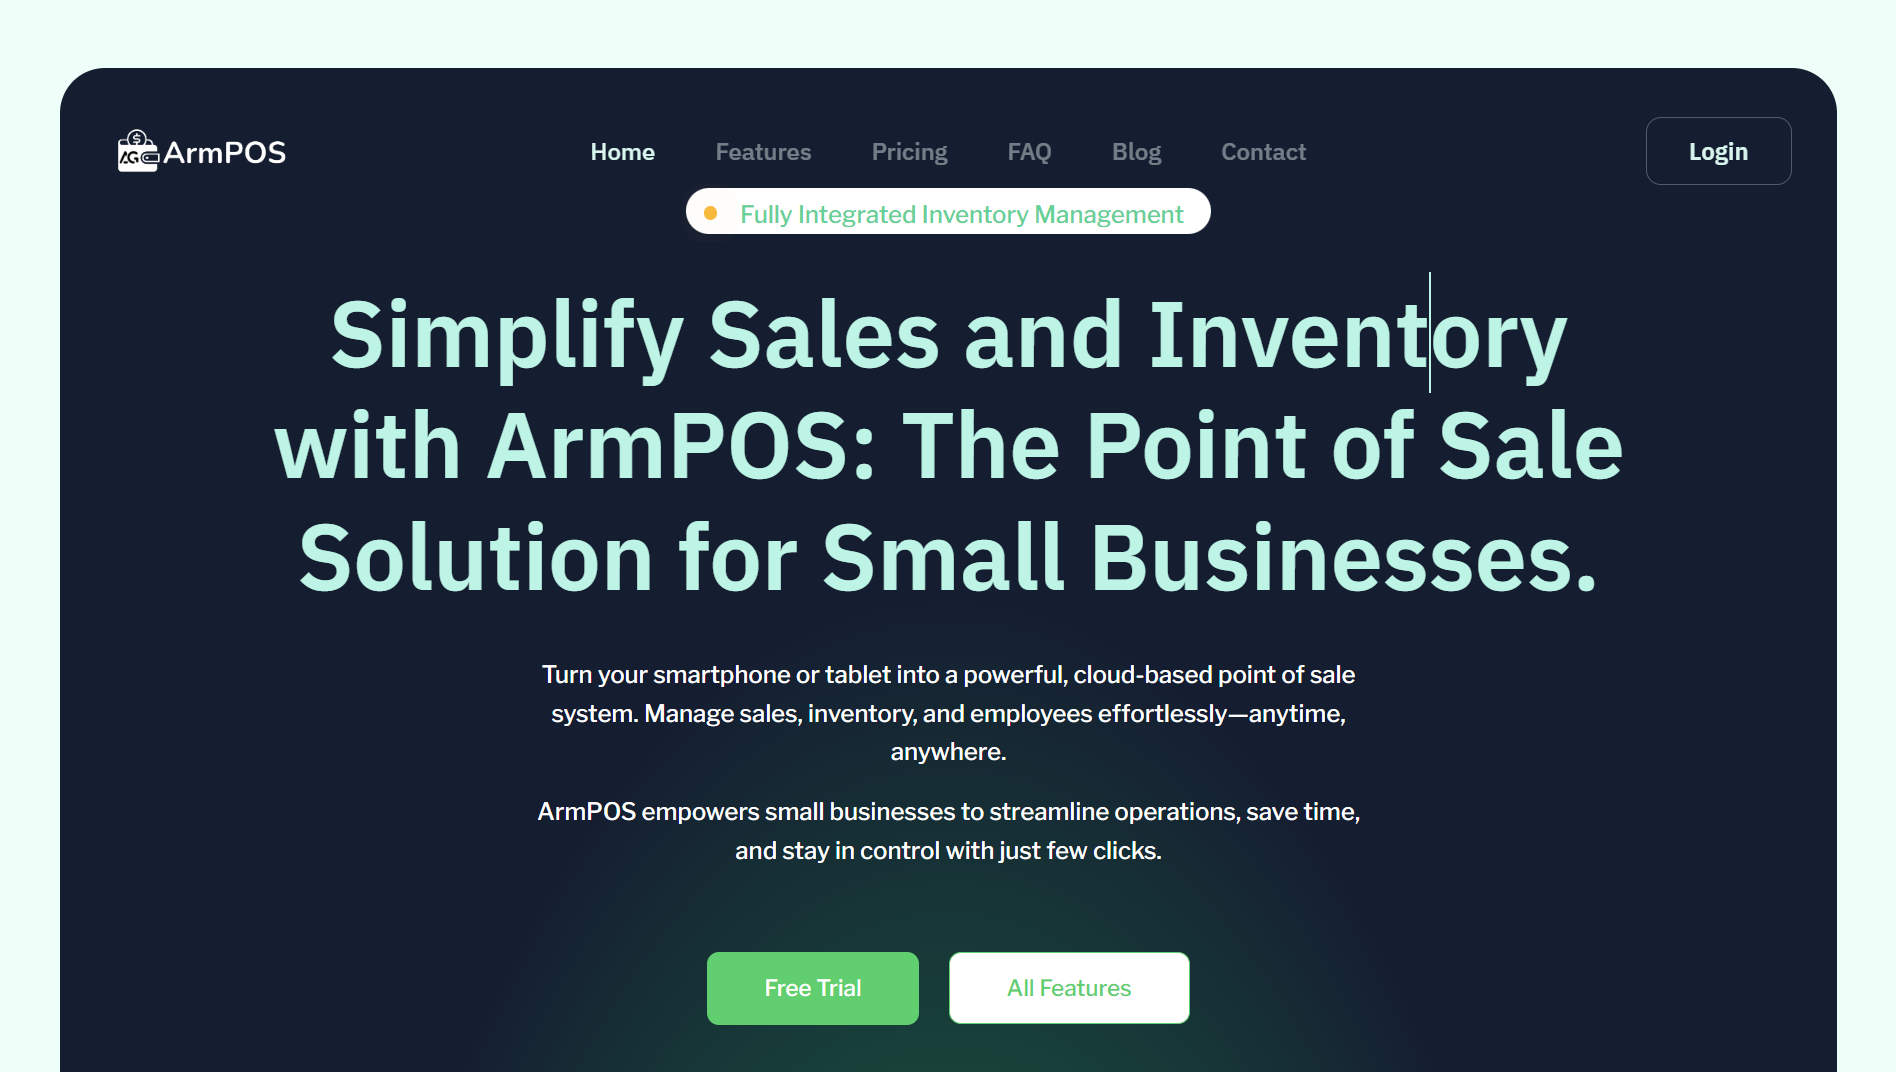 AG ArmPOS
Home Features Pricing FAQ Blog Contact
Login
Fully Integrated Inventory Management
Simplify Sales and Inventory
with ArmPOS: The Point of Sale
Solution for Small Businesses.
Turn your smartphone or tablet into a powerful, cloud-based point of sale
system. Manage sales, inventory, and employees effortlessly—anytime,
anywhere.
ArmPOS empowers small businesses to streamline operations, save time,
and stay in control with just few clicks.
Free Trial
All Features